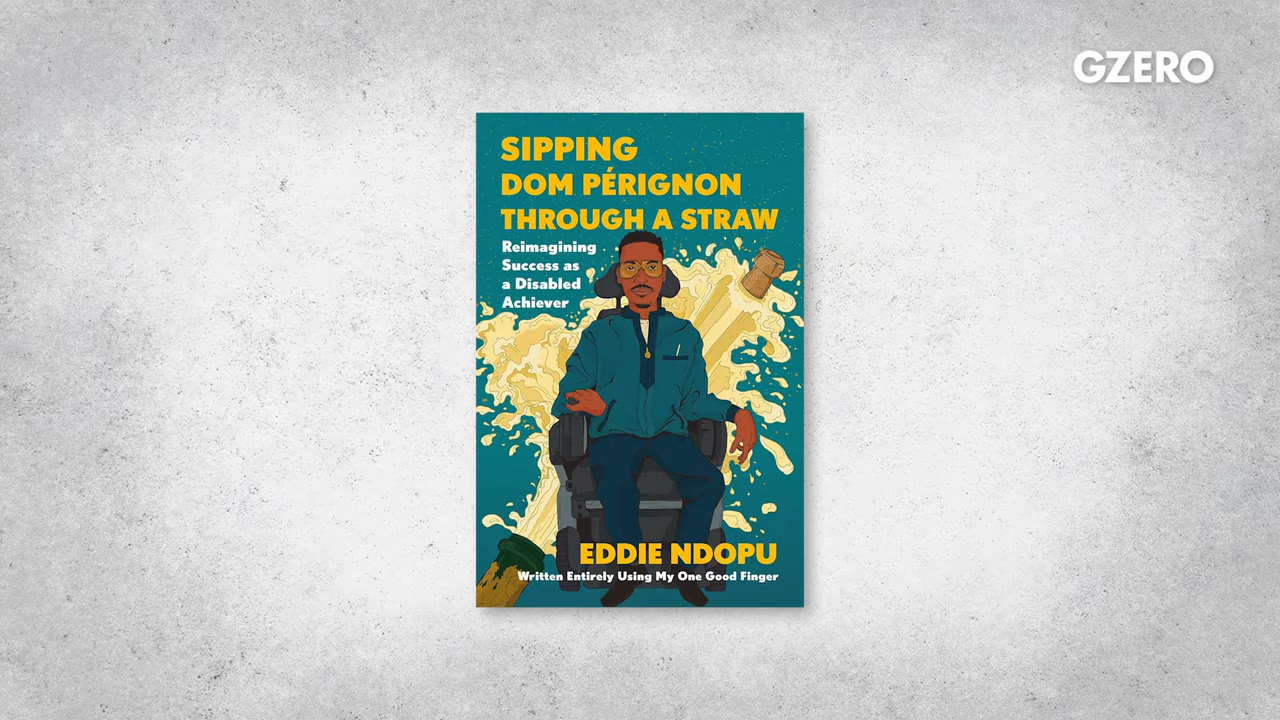 GZERO
SIPPING
DOM PÉRIGNON
THROUGH A STRAW
Reimagining
Success as
a Disabled
Achiever
EDDIE NDOPU
Written Entirely Using My One Good Finger